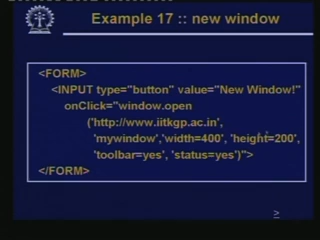 Example 17 :: new window
<FORM>
<INPUT type="button" value="New Window!"
onClick="window.open
('http://www.iitkgp.ac.in',
'mywindow','width=400', 'height=200',
'toolbar=yes', 'status=yes')">
</FORM>
>